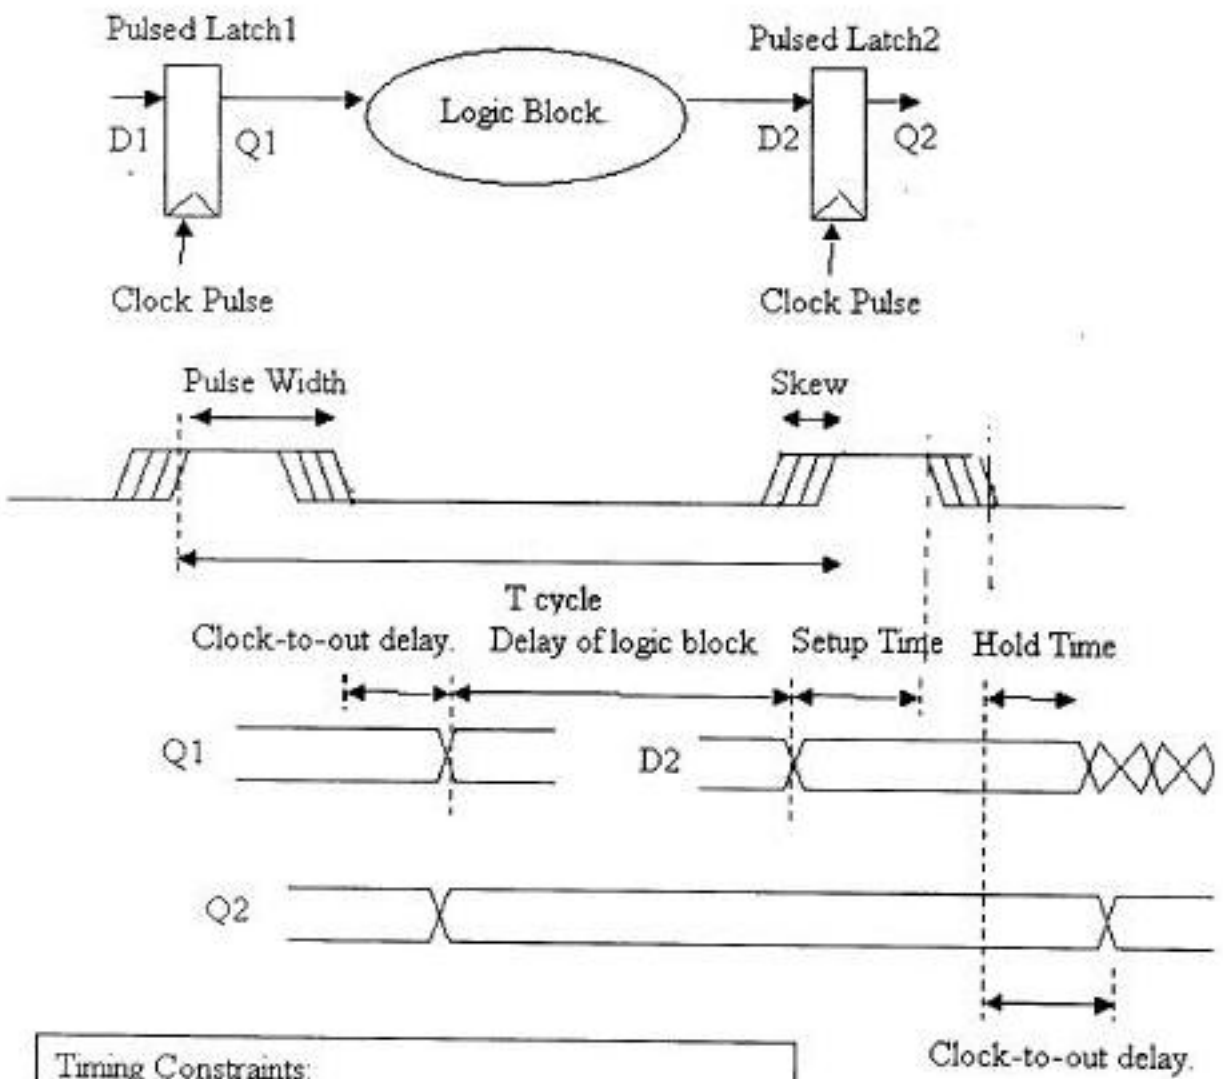 Pulsed Latch1
Pulsed Latch2
Logic Block.
D1
Q1
D2
Q2
Clock Pulse
Clock Pulse
Pulse Width
Skew
T cycle
Clock-to-out delay.
Delay of logic block
Setup Time
Hold Time
Q1
D2
Q2
Clock-to-out delay.
Timing Constraints: